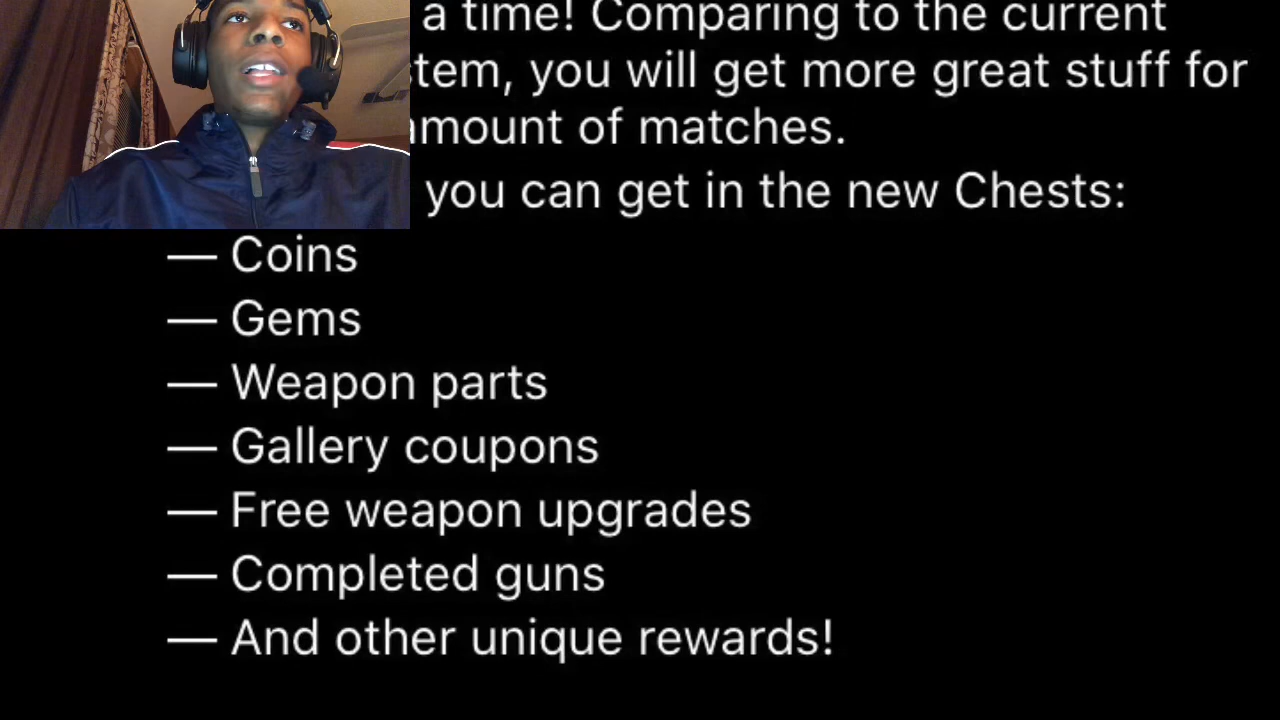 a time! Comparing to the current
stem, you will get more great stuff for
amount of matches.
you can get in the new Chests:
— Coins
— Gems
— Weapon parts
— Gallery coupons
— Free weapon upgrades
— Completed guns
— And other unique rewards!